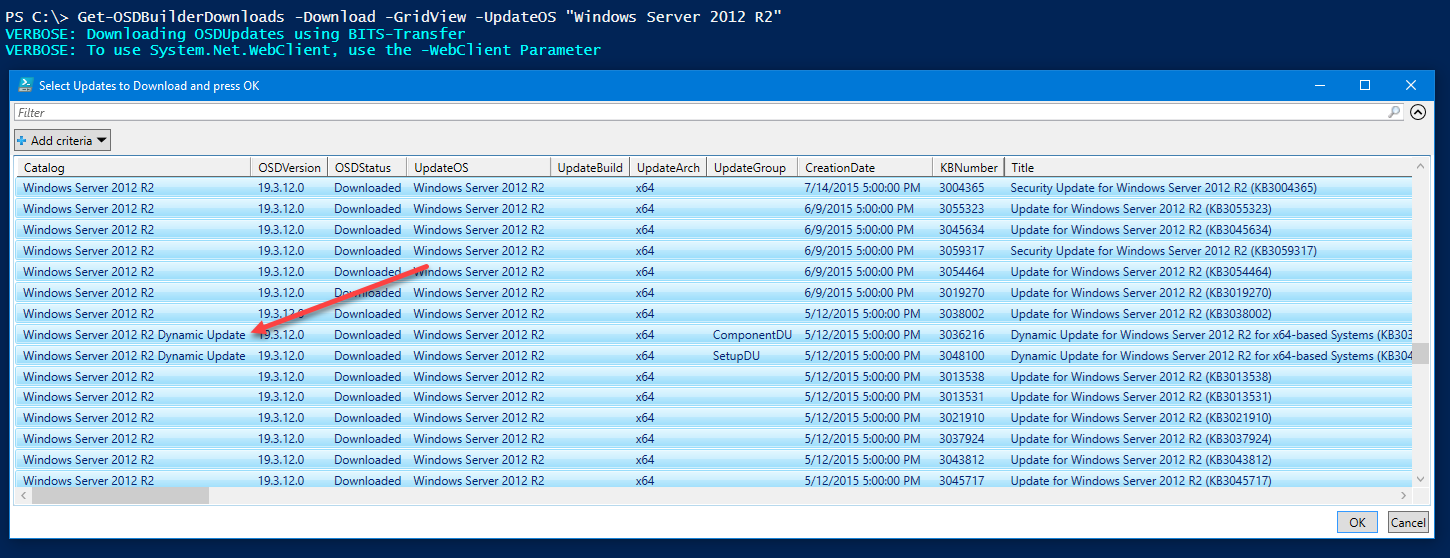 PS C:\> Get-OSDBuilderDownloads -Download -GridView -UpdateOS "Windows Server 2012 R2"
VERBOSE: Downloading OSDUpdates using BITS-Transfer
VERBOSE: To use System.Net.WebClient, use the -WebClient Parameter
Select Updates to Download and press OK
Filter
Add criteria
Catalog OSDVersion OSDStatus UpdateOS UpdateBuild UpdateArch UpdateGroup CreationDate KBNumber Title
Windows Server 2012 R2 19.3.12.0 Downloaded Windows Server 2012 R2 x64 7/14/2015 5:00:00 PM 3004365 Security Update for Windows Server 2012 R2 (KB3004365)
Windows Server 2012 R2 19.3.12.0 Downloaded Windows Server 2012 R2 x64 6/9/2015 5:00:00 PM 3055323 Update for Windows Server 2012 R2 (KB3055323)
Windows Server 2012 R2 19.3.12.0 Downloaded Windows Server 2012 R2 x64 6/9/2015 5:00:00 PM 3045634 Update for Windows Server 2012 R2 (KB3045634)
Windows Server 2012 R2 19.3.12.0 Downloaded Windows Server 2012 R2 x64 6/9/2015 5:00:00 PM 3059317 Security Update for Windows Server 2012 R2 (KB3059317)
Windows Server 2012 R2 19.3.12.0 Downloaded Windows Server 2012 R2 x64 6/9/2015 5:00:00 PM 3054464 Update for Windows Server 2012 R2 (KB3054464)
Windows Server 2012 R2 19.3.12.0 Downloaded Windows Server 2012 R2 x64 6/9/2015 5:00:00 PM 3019270 Update for Windows Server 2012 R2 (KB3019270)
Windows Server 2012 R2 19.3.12.0 Downloaded Windows Server 2012 R2 x64 5/12/2015 5:00:00 PM 3038002 Update for Windows Server 2012 R2 (KB3038002)
Windows Server 2012 R2 Dynamic Update 19.3.12.0 Downloaded Windows Server 2012 R2 x64 ComponentDU 5/12/2015 5:00:00 PM 3036216 Dynamic Update for Windows Server 2012 R2 for x64-based Systems (KB303
Windows Server 2012 R2 Dynamic Update 19.3.12.0 Downloaded Windows Server 2012 R2 x64 SetupDU 5/12/2015 5:00:00 PM 3048100 Dynamic Update for Windows Server 2012 R2 for x64-based Systems (KB304
Windows Server 2012 R2 19.3.12.0 Downloaded Windows Server 2012 R2 x64 5/12/2015 5:00:00 PM 3013538 Update for Windows Server 2012 R2 (KB3013538)
Windows Server 2012 R2 19.3.12.0 Downloaded Windows Server 2012 R2 x64 5/12/2015 5:00:00 PM 3013531 Update for Windows Server 2012 R2 (KB3013531)
Windows Server 2012 R2 19.3.12.0 Downloaded Windows Server 2012 R2 x64 5/12/2015 5:00:00 PM 3021910 Update for Windows Server 2012 R2 (KB3021910)
Windows Server 2012 R2 19.3.12.0 Downloaded Windows Server 2012 R2 x64 5/12/2015 5:00:00 PM 3037924 Update for Windows Server 2012 R2 (KB3037924)
Windows Server 2012 R2 19.3.12.0 Downloaded Windows Server 2012 R2 x64 5/12/2015 5:00:00 PM 3043812 Update for Windows Server 2012 R2 (KB3043812)
Windows Server 2012 R2 19.3.12.0 Downloaded Windows Server 2012 R2 x64 5/12/2015 5:00:00 PM 3045717 Update for Windows Server 2012 R2 (KB3045717)
OK Cancel